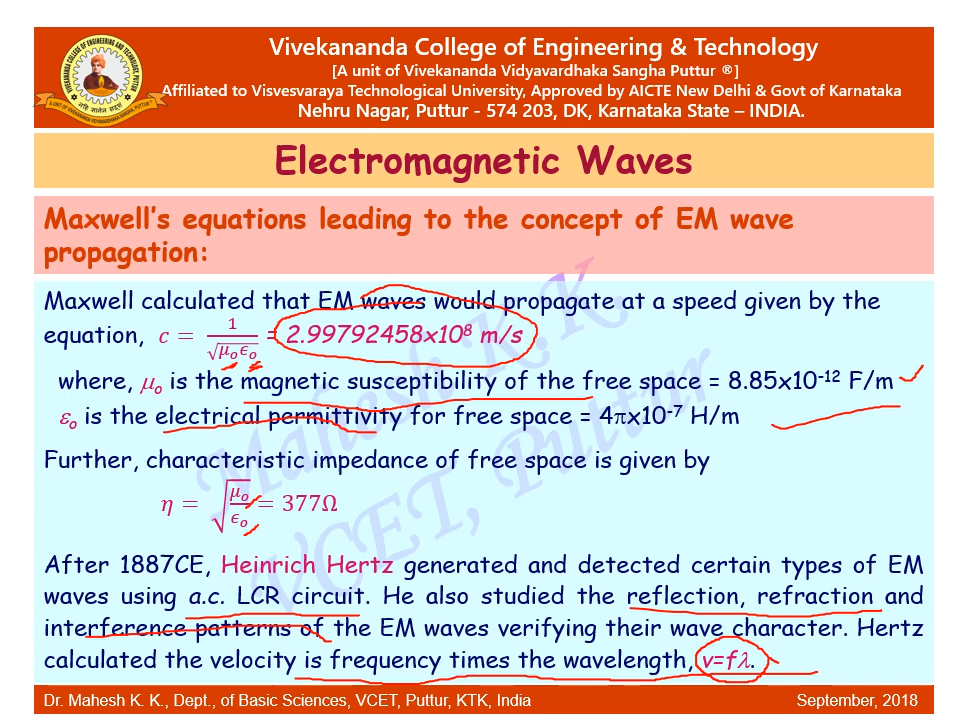 Vivekananda College of Engineering & Technology
[A unit of Vivekananda Vidyavardhaka Sangha Puttur ®]
Affiliated to Visvesvaraya Technological University, Approved by AICTE New Delhi & Govt of Karnataka
Nehru Nagar, Puttur - 574 203, DK, Karnataka State – INDIA.
Electromagnetic Waves
Maxwell's equations leading to the concept of EM wave
propagation:
Maxwell calculated that EM waves would propagate at a speed given by the
equation, c = 1/√(μₒϵₒ) = 2.99792458x10⁸ m/s
where, μₒ is the magnetic susceptibility of the free space = 8.85x10⁻¹² F/m
εₒ is the electrical permittivity for free space = 4πx10⁻⁷ H/m
Further, characteristic impedance of free space is given by
η = √(μₒ/ϵₒ) = 377Ω
After 1887CE, Heinrich Hertz generated and detected certain types of EM
waves using a.c. LCR circuit. He also studied the reflection, refraction and
interference patterns of the EM waves verifying their wave character. Hertz
calculated the velocity is frequency times the wavelength, v=fλ.
Mahesh K.K
VCET, Puttur
Dr. Mahesh K. K., Dept., of Basic Sciences, VCET, Puttur, KTK, India
September, 2018